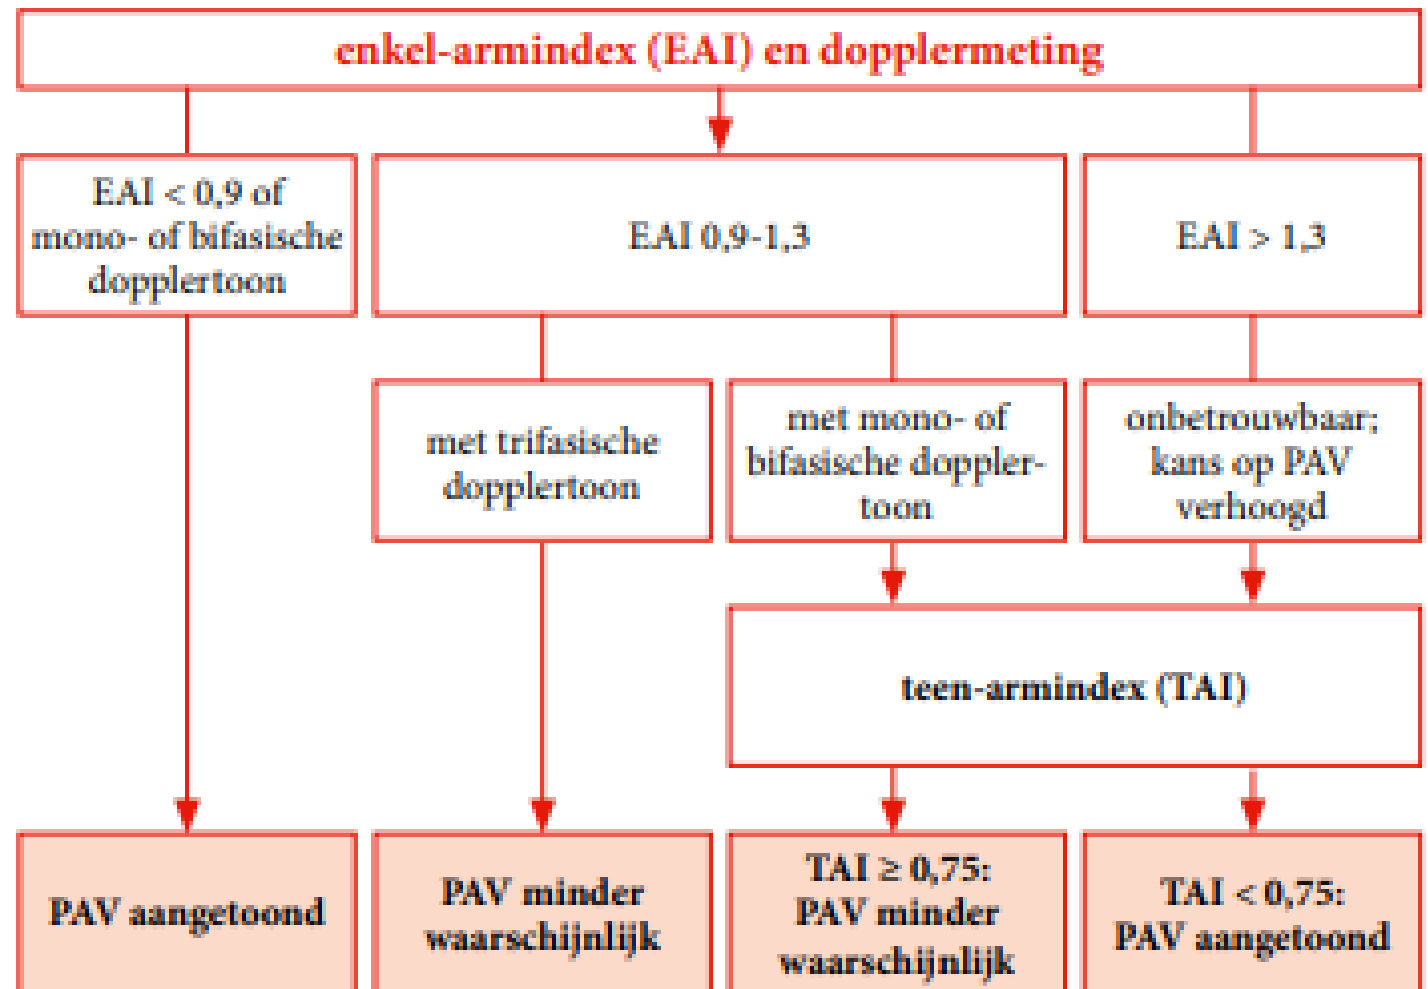 enkel-armindex (EAI) en dopplermeting
EAI < 0,9 of
mono- of bifasische
dopplertoon
EAI 0,9-1,3
EAI > 1,3
met trifasische
dopplertoon
met mono- of
bifasische doppler-
toon
onbetrouwbaar;
kans op PAV
verhoogd
teen-armindex (TAI)
PAV aangetoond
PAV minder
waarschijnlijk
TAI ≥ 0,75:
PAV minder
waarschijnlijk
TAI < 0,75:
PAV aangetoond